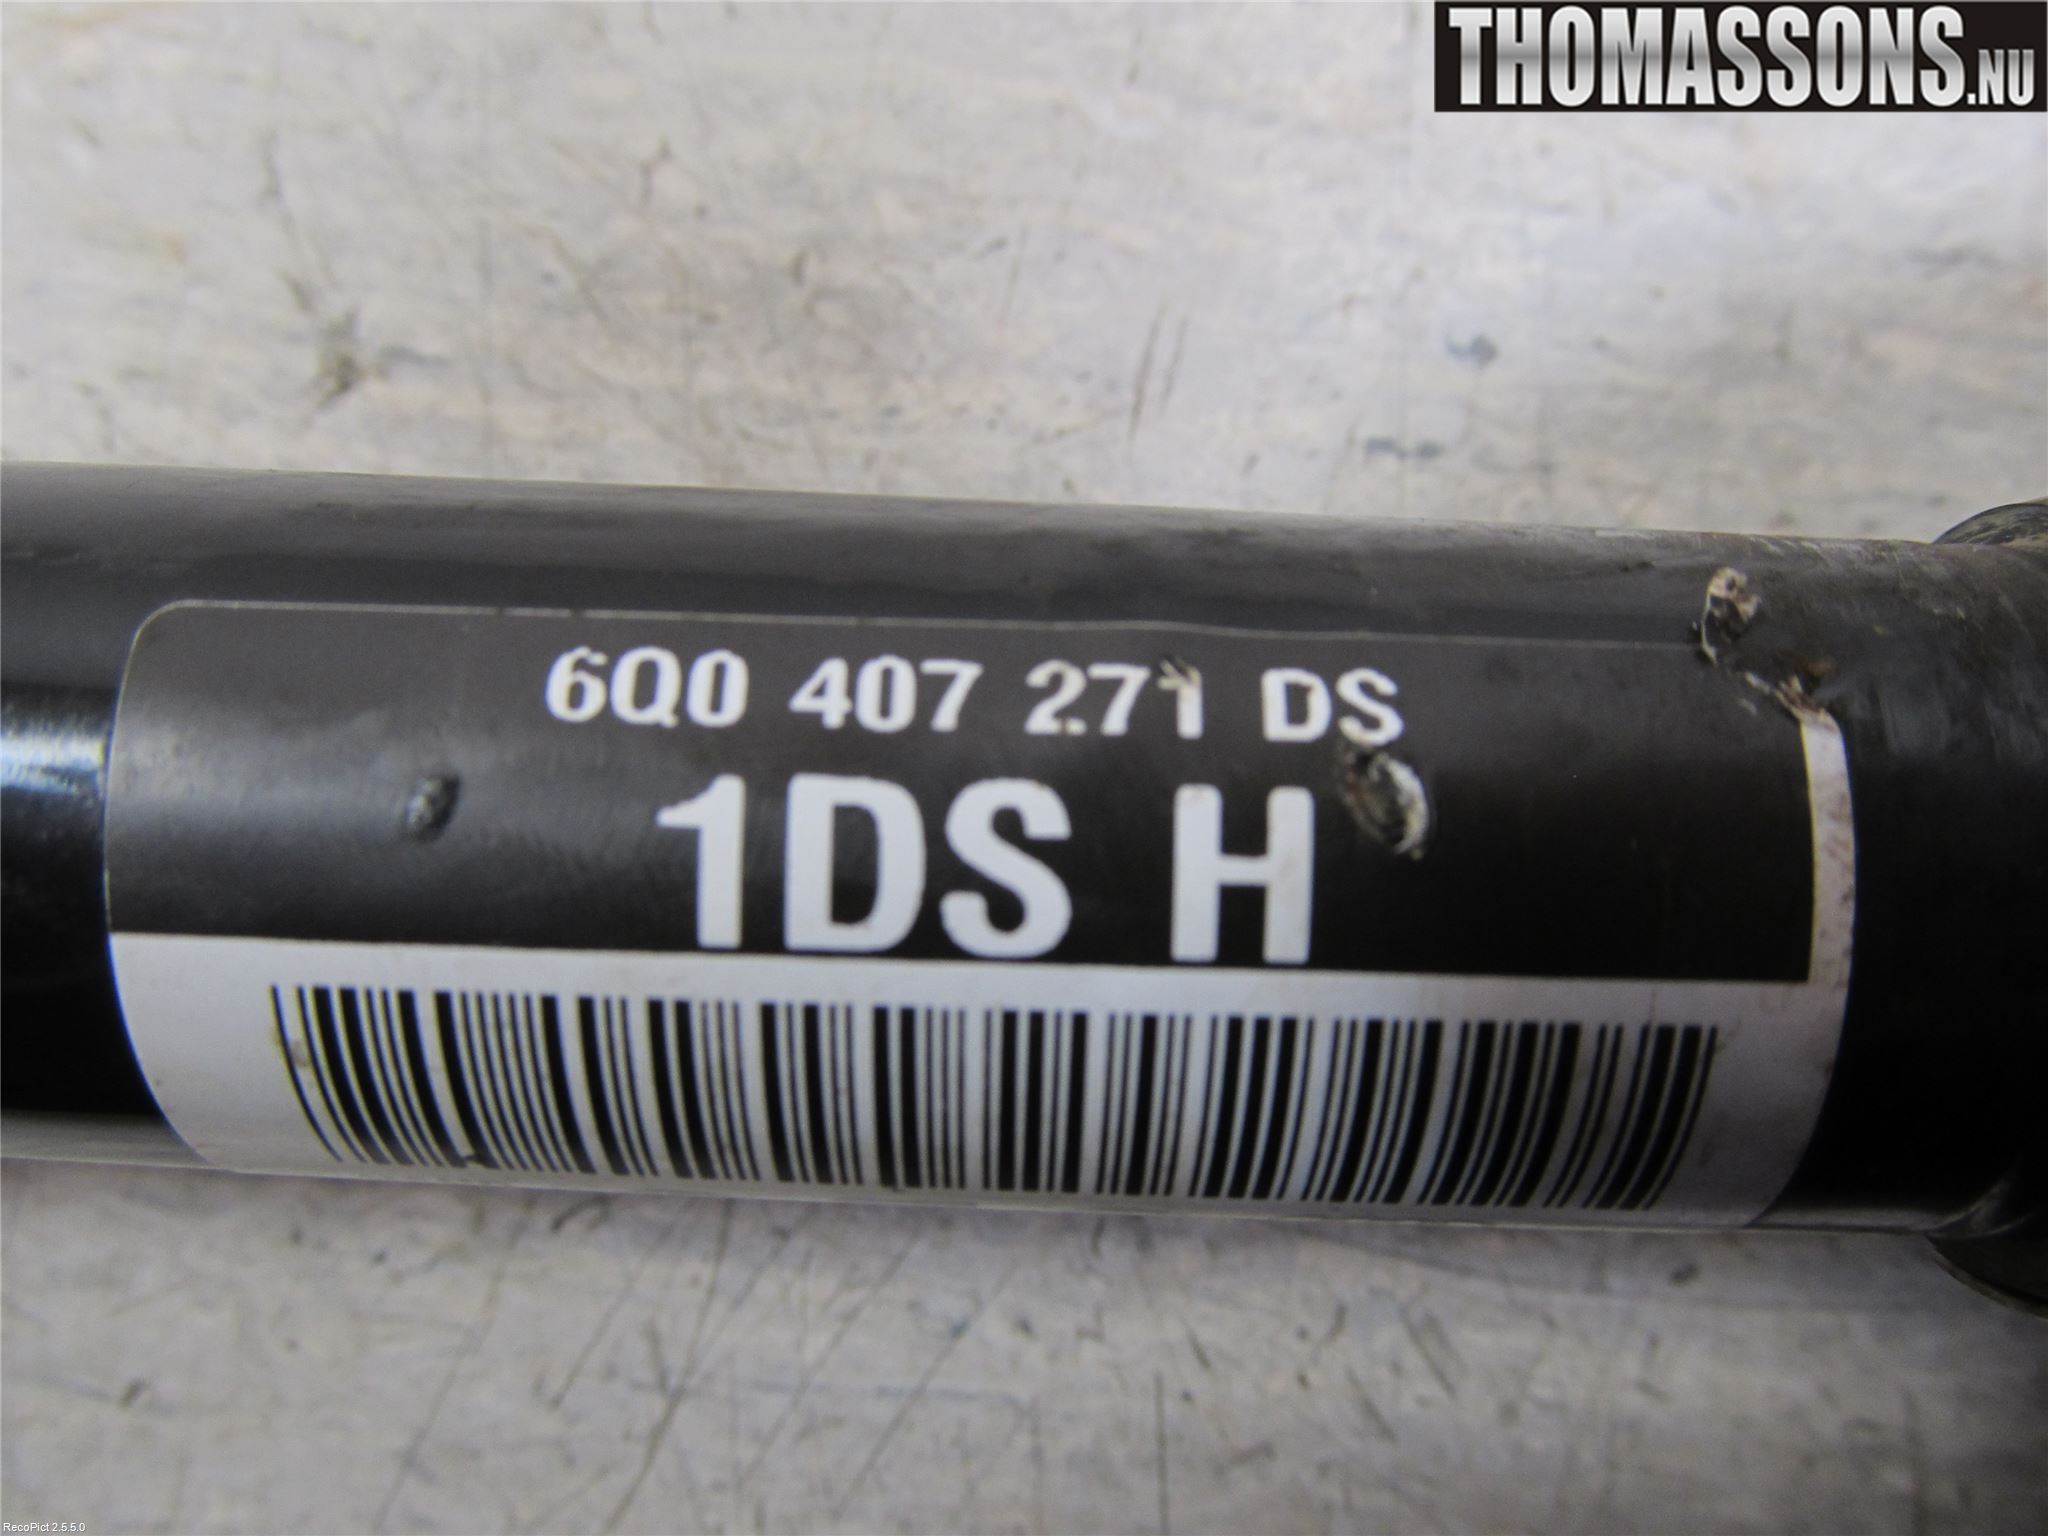 THOMASSONS.NU
6Q0 407 271 DS
1DS H
RecoPict 2.5.5.0